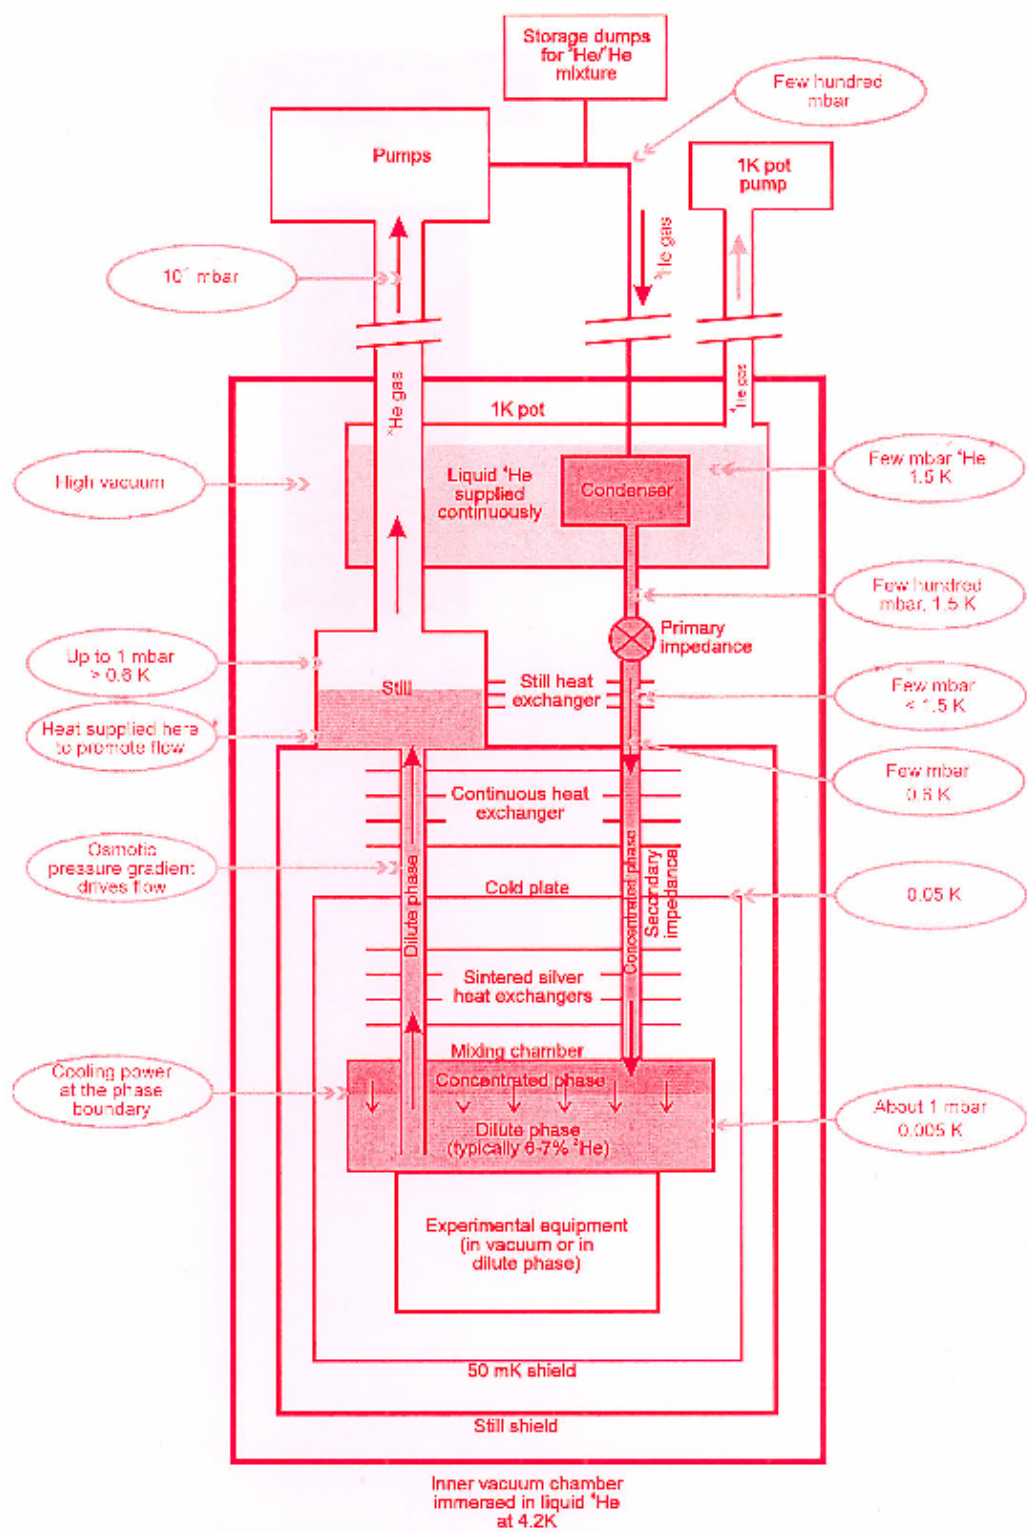 Storage dumps
for ³He/⁴He
mixture
Few hundred
mbar
Pumps
1K pot
pump
mbar
³He gas
³He gas
⁴He gas
1K pot
High vacuum
Liquid ⁴He
supplied
continuously
Condenser
Few mbar ⁴He
1.5 K
Few hundred
mbar, 1.5 K
Primary
impedance
Up to 1 mbar
Still
Still heat
exchanger
Few mbar
< 1.5 K
Heat supplied here
to promote flow
Few mbar
0.6 K
Continuous heat
exchanger
Osmotic
pressure gradient
drives flow
Dilute phase
Concentrated phase
Secondary
impedance
Cold plate
0.05 K
Sintered silver
heat exchangers
Mixing chamber
Cooling power
at the phase
boundary
Concentrated phase
Dilute phase
(typically 6-7% ³He)
About 1 mbar
0.005 K
Experimental equipment
(in vacuum or in
dilute phase)
50 mK shield
Still shield
Inner vacuum chamber
immersed in liquid ⁴He
at 4.2K